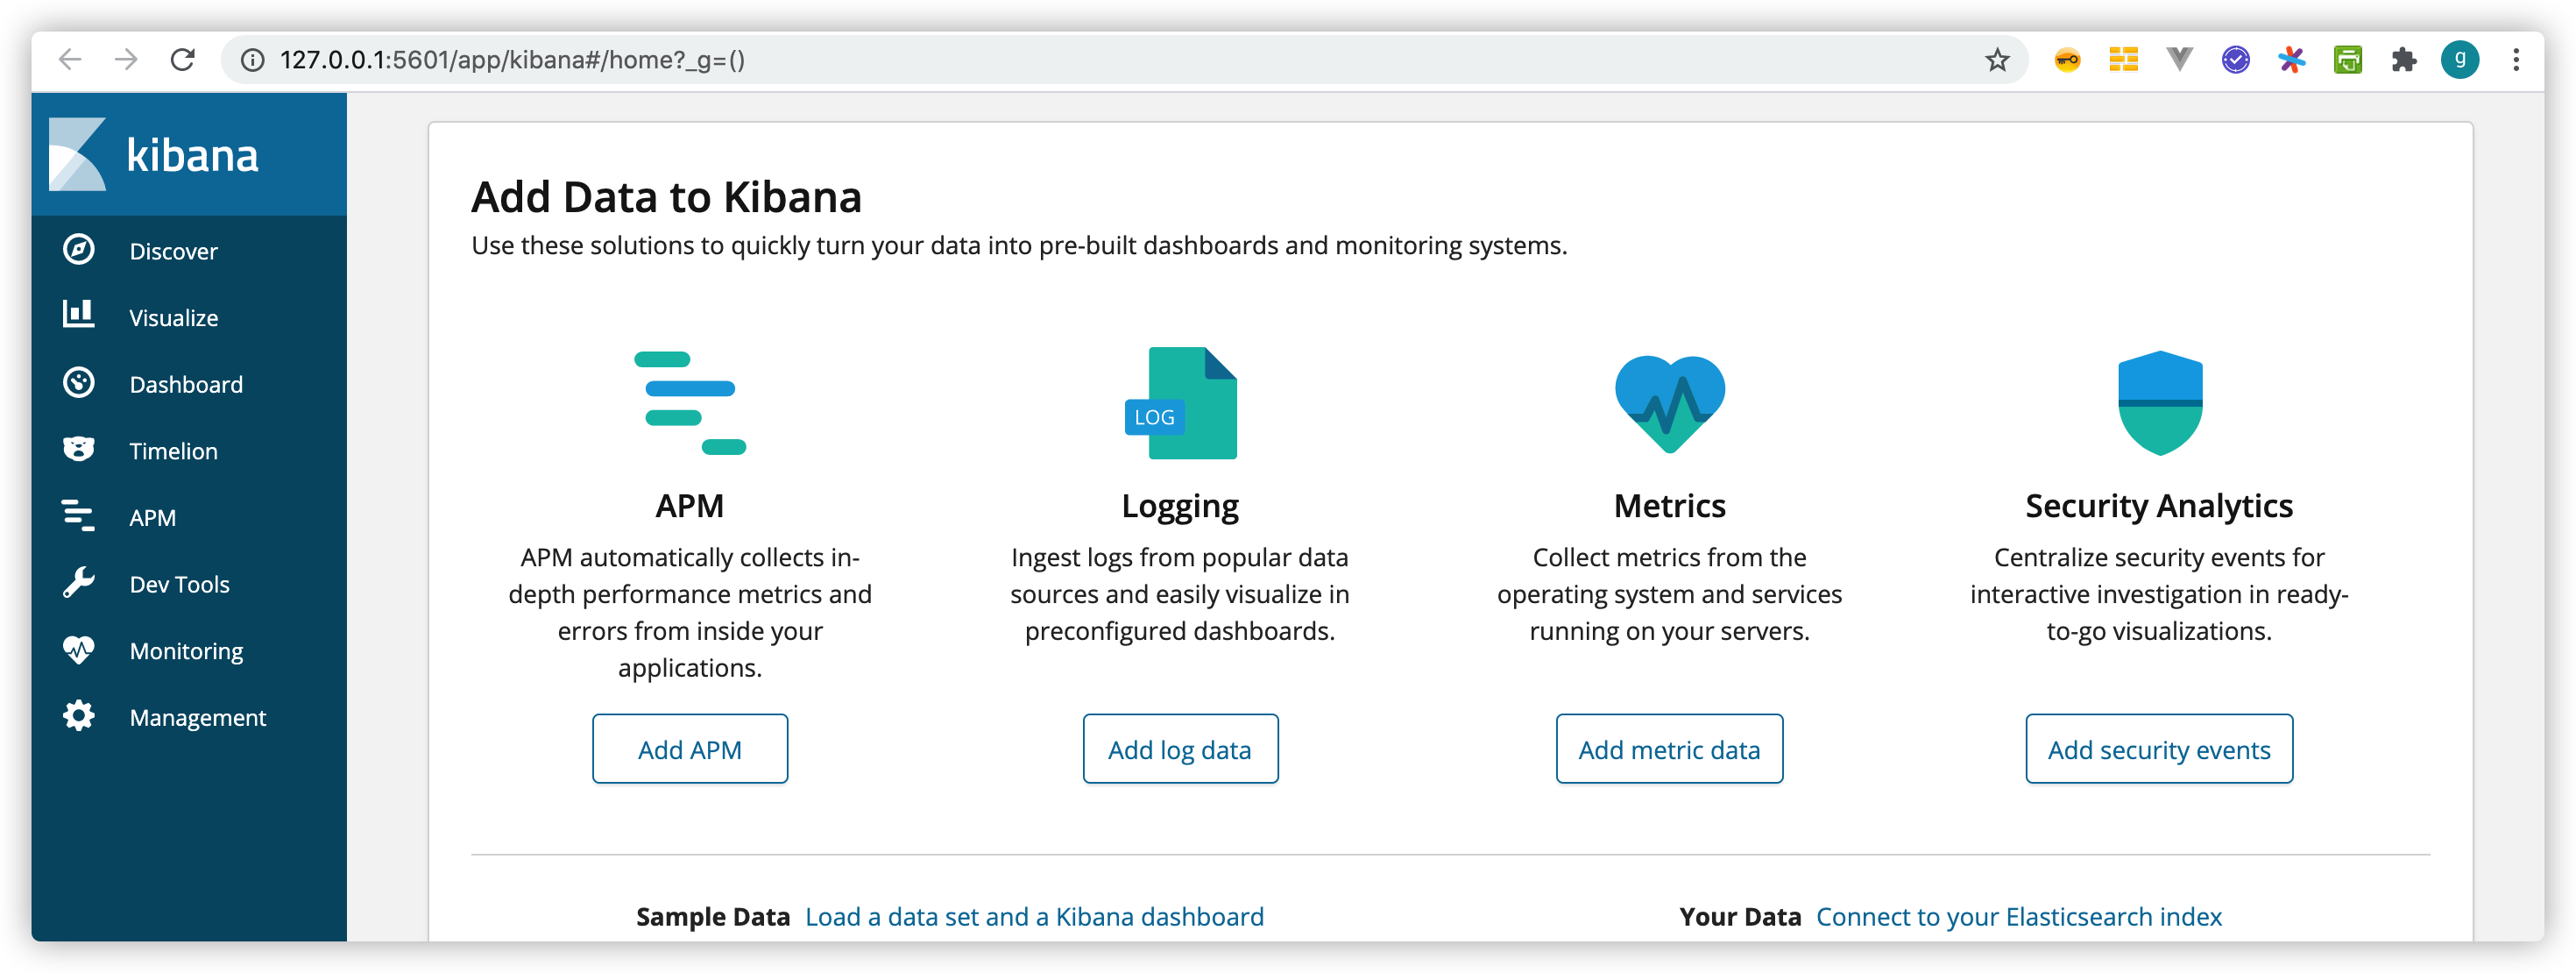 127.0.0.1:5601/app/kibana#/home?_g=()
g
kibana
Discover
Visualize
Dashboard
Timelion
APM
Dev Tools
Monitoring
Management
Add Data to Kibana
Use these solutions to quickly turn your data into pre-built dashboards and monitoring systems.
APM
APM automatically collects in-
depth performance metrics and
errors from inside your
applications.
Add APM
LOG
Logging
Ingest logs from popular data
sources and easily visualize in
preconfigured dashboards.
Add log data
Metrics
Collect metrics from the
operating system and services
running on your servers.
Add metric data
Security Analytics
Centralize security events for
interactive investigation in ready-
to-go visualizations.
Add security events
Sample Data Load a data set and a Kibana dashboard
Your Data Connect to your Elasticsearch index